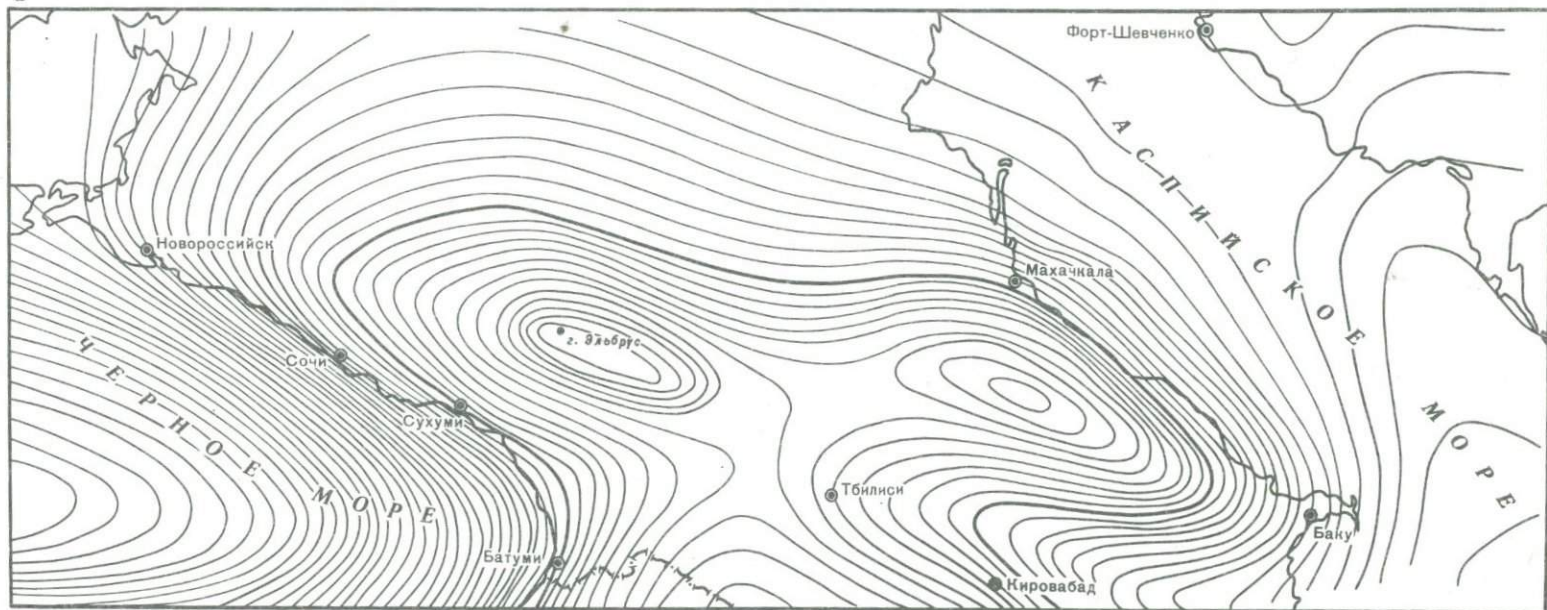 Форт-Шевченко
КАСПИЙСКОЕ
Новороссийск
Махачкала
г. Эльбрус
Сочи
ЧЕРНОЕ МОРЕ
Сухуми
МОРЕ
Тбилиси
Баку
Батуми
Кировабад